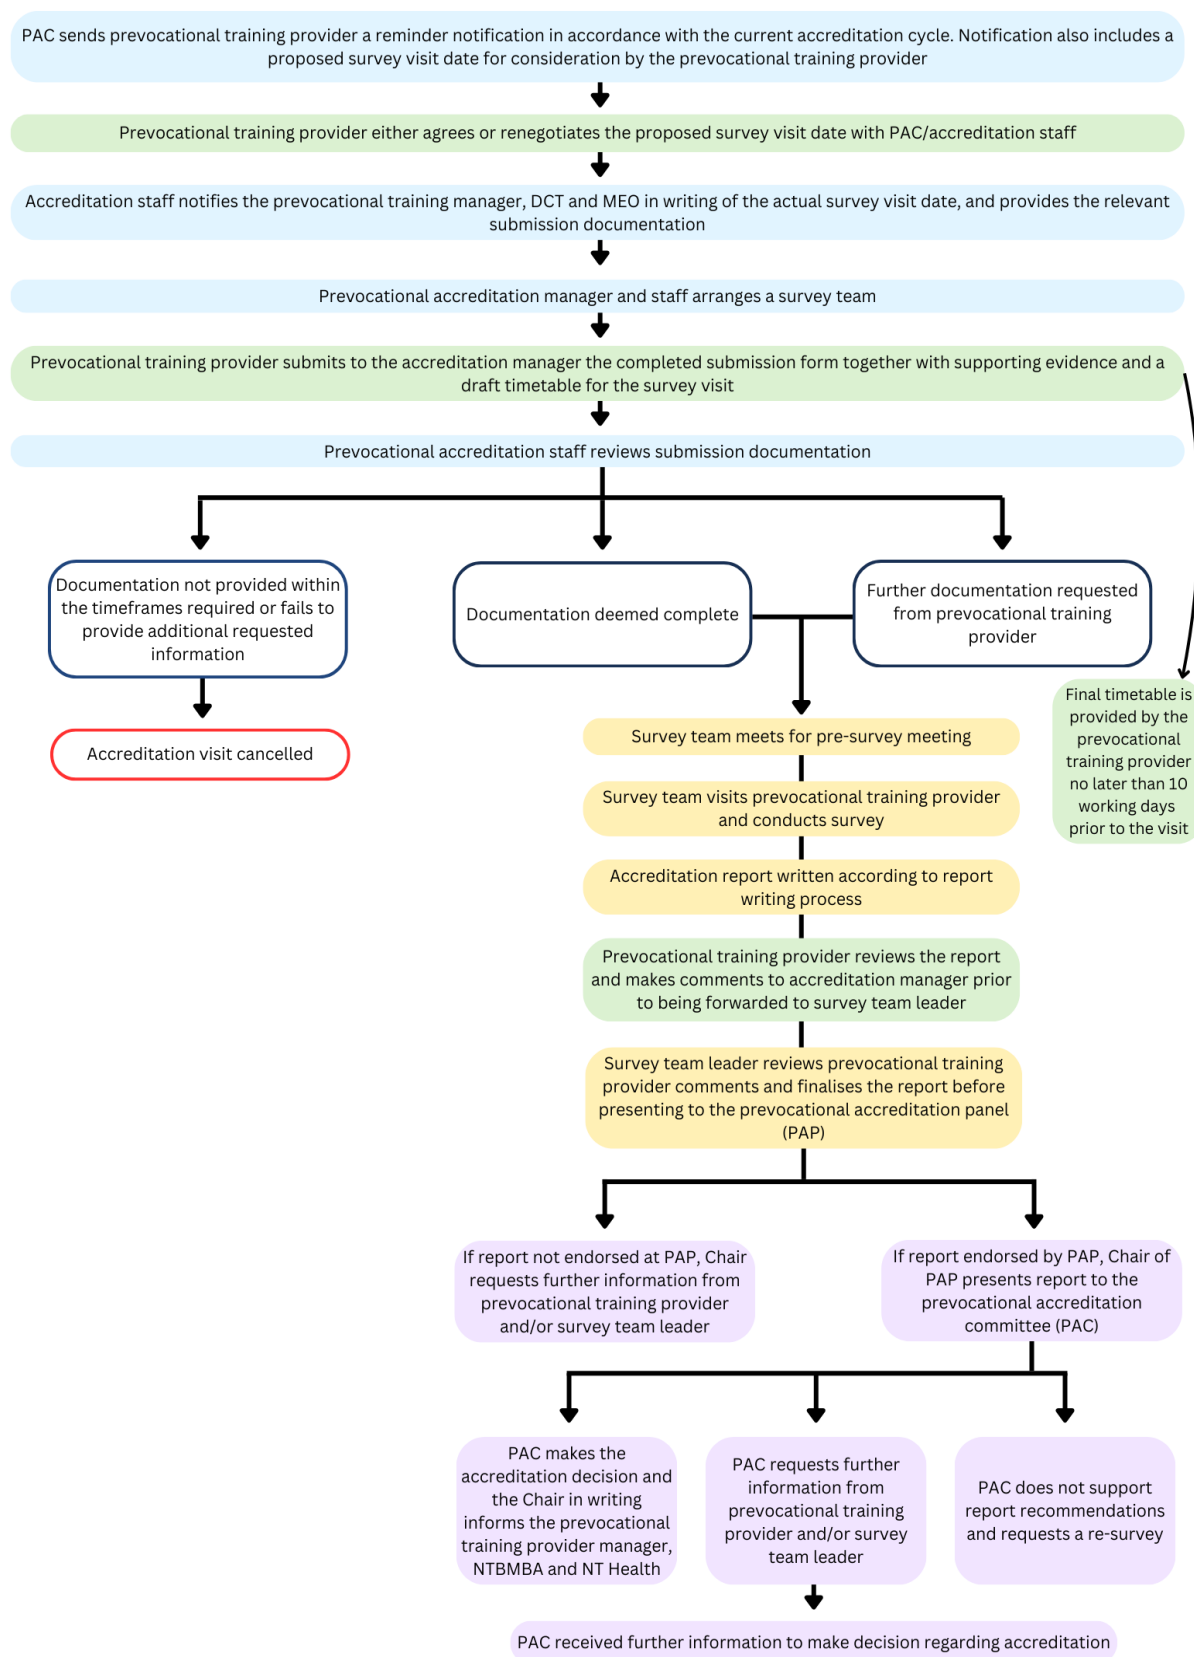 PAC sends prevocational training provider a reminder notification in accordance with the current accreditation cycle. Notification also includes a
proposed survey visit date for consideration by the prevocational training provider
Prevocational training provider either agrees or renegotiates the proposed survey visit date with PAC/accreditation staff
Accreditation staff notifies the prevocational training manager, DCT and MEO in writing of the actual survey visit date, and provides the relevant
submission documentation
Prevocational accreditation manager and staff arranges a survey team
Prevocational training provider submits to the accreditation manager the completed submission form together with supporting evidence and a
draft timetable for the survey visit
Prevocational accreditation staff reviews submission documentation
Documentation not provided within
the timeframes required or fails to
provide additional requested
information
Accreditation visit cancelled
Documentation deemed complete
Further documentation requested
from prevocational training
provider
Final timetable is
provided by the
prevocational
training provider
no later than 10
working days
prior to the visit
Survey team meets for pre-survey meeting
Survey team visits prevocational training provider
and conducts survey
Accreditation report written according to report
writing process
Prevocational training provider reviews the report
and makes comments to accreditation manager prior
to being forwarded to survey team leader
Survey team leader reviews prevocational training
provider comments and finalises the report before
presenting to the prevocational accreditation panel
(PAP)
If report not endorsed at PAP, Chair
requests further information from
prevocational training provider
and/or survey team leader
If report endorsed by PAP, Chair of
PAP presents report to the
prevocational accreditation
committee (PAC)
PAC makes the
accreditation decision and
the Chair in writing
informs the prevocational
training provider manager,
NTBMBA and NT Health
PAC requests further
information from
prevocational training
provider and/or survey
team leader
PAC does not support
report recommendations
and requests a re-survey
PAC received further information to make decision regarding accreditation